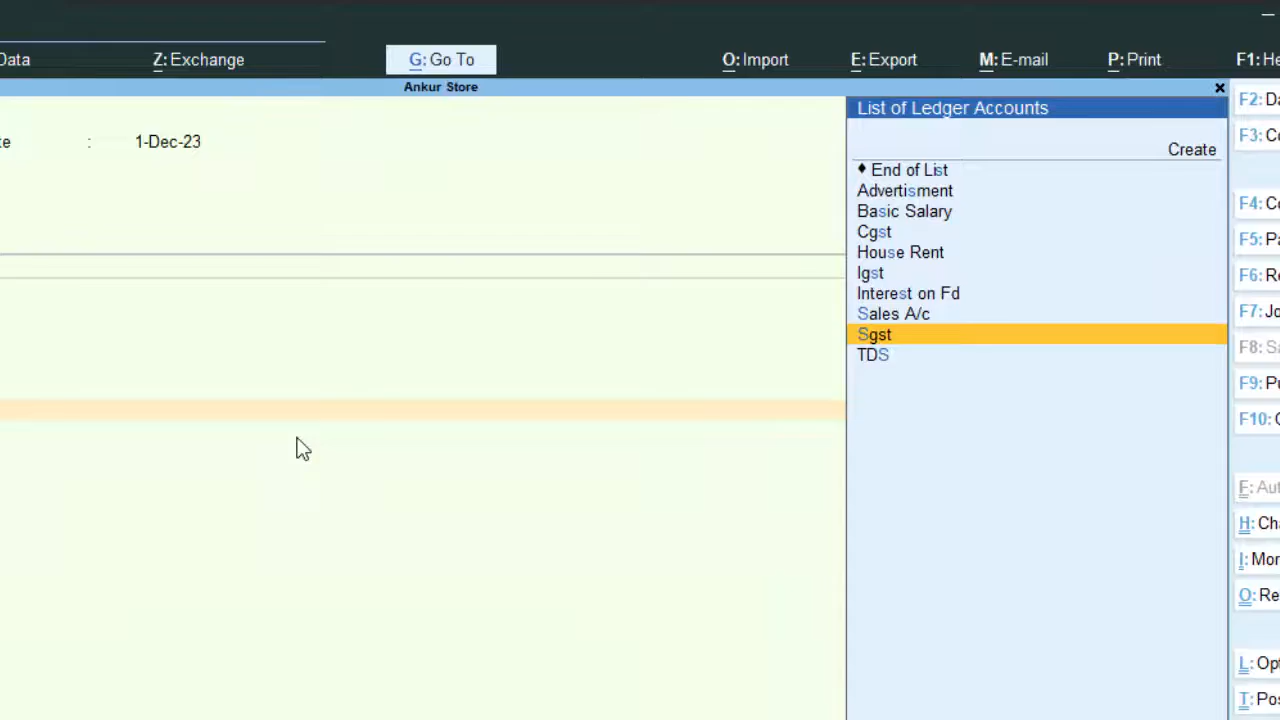 Data Z: Exchange G: Go To O: Import E: Export M: E-mail P: Print F1: He
Ankur Store
te : 1-Dec-23
List of Ledger Accounts
Create
♦ End of List
Advertisment
Basic Salary
Cgst
House Rent
Igst
Interest on Fd
Sales A/c
Sgst
TDS
F2: Da
F3: Co
F4: Co
F5: Pa
F6: Re
F7: Jo
F8: Sa
F9: Pu
F10: C
F: Aut
H: Cha
I: Mor
O: Re
L: Opt
T: Pos